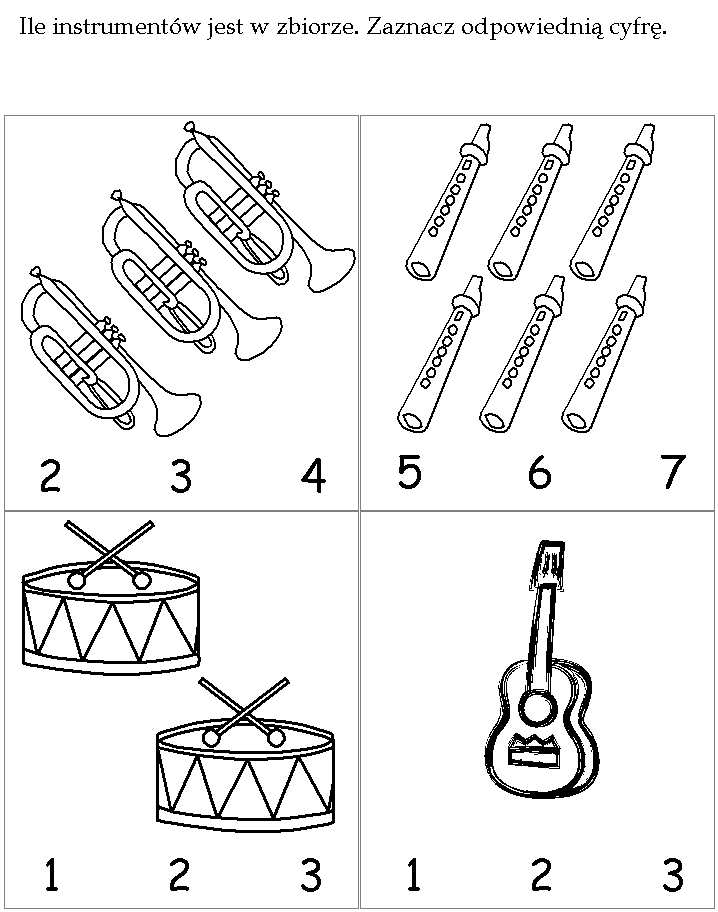 Ile instrumentów jest w zbiorze. Zaznacz odpowiednią cyfrę.
2 3 4
5 6 7
1 2 3
1 2 3